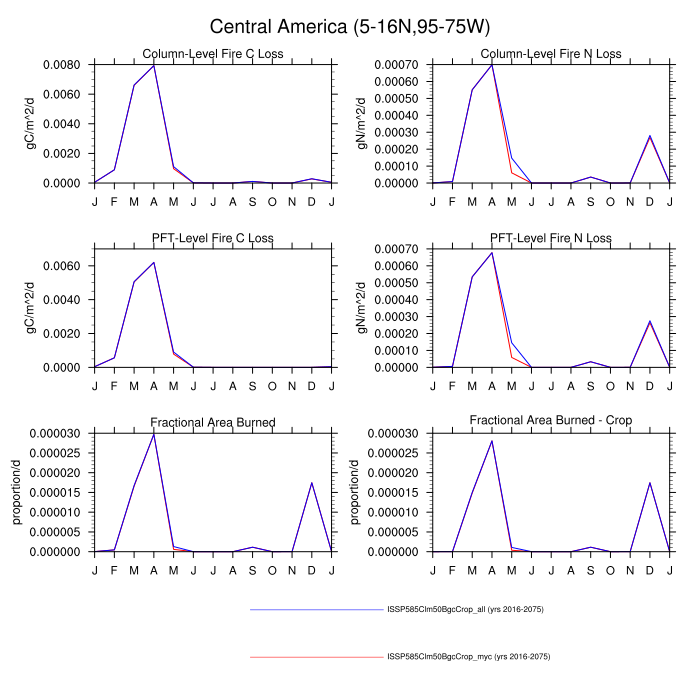 Central America (5-16N,95-75W)
Column-Level Fire C Loss
gC/m^2/d
0.0080
0.0060
0.0040
0.0020
0.0000
J F M A M J J A S O N D J
Column-Level Fire N Loss
gN/m^2/d
0.00070
0.00060
0.00050
0.00040
0.00030
0.00020
0.00010
0.00000
J F M A M J J A S O N D J
PFT-Level Fire C Loss
gC/m^2/d
0.0060
0.0040
0.0020
0.0000
J F M A M J J A S O N D J
PFT-Level Fire N Loss
gN/m^2/d
0.00070
0.00060
0.00050
0.00040
0.00030
0.00020
0.00010
0.00000
J F M A M J J A S O N D J
Fractional Area Burned
proportion/d
0.000030
0.000025
0.000020
0.000015
0.000010
0.000005
0.000000
J F M A M J J A S O N D J
Fractional Area Burned - Crop
proportion/d
0.000030
0.000025
0.000020
0.000015
0.000010
0.000005
0.000000
J F M A M J J A S O N D J
ISSP585Clm50BgcCrop_all (yrs 2016-2075)
ISSP585Clm50BgcCrop_myc (yrs 2016-2075)